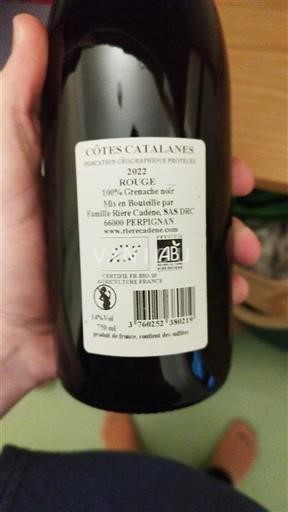 CÔTES CATALANES
INDICATION GÉOGRAPHIQUE PROTÉGÉE
2022
ROUGE
100% Grenache noir
Mis en Bouteille par
Famille Rière Cadène, SAS DRC
66000 PERPIGNAN
www.rierecadene.com
AB
CERTIFIÉ FR-BIO-10
AGRICULTURE FRANCE
14%Vol
750 ml
3 760252 380219
produit de france, contient des sulfites